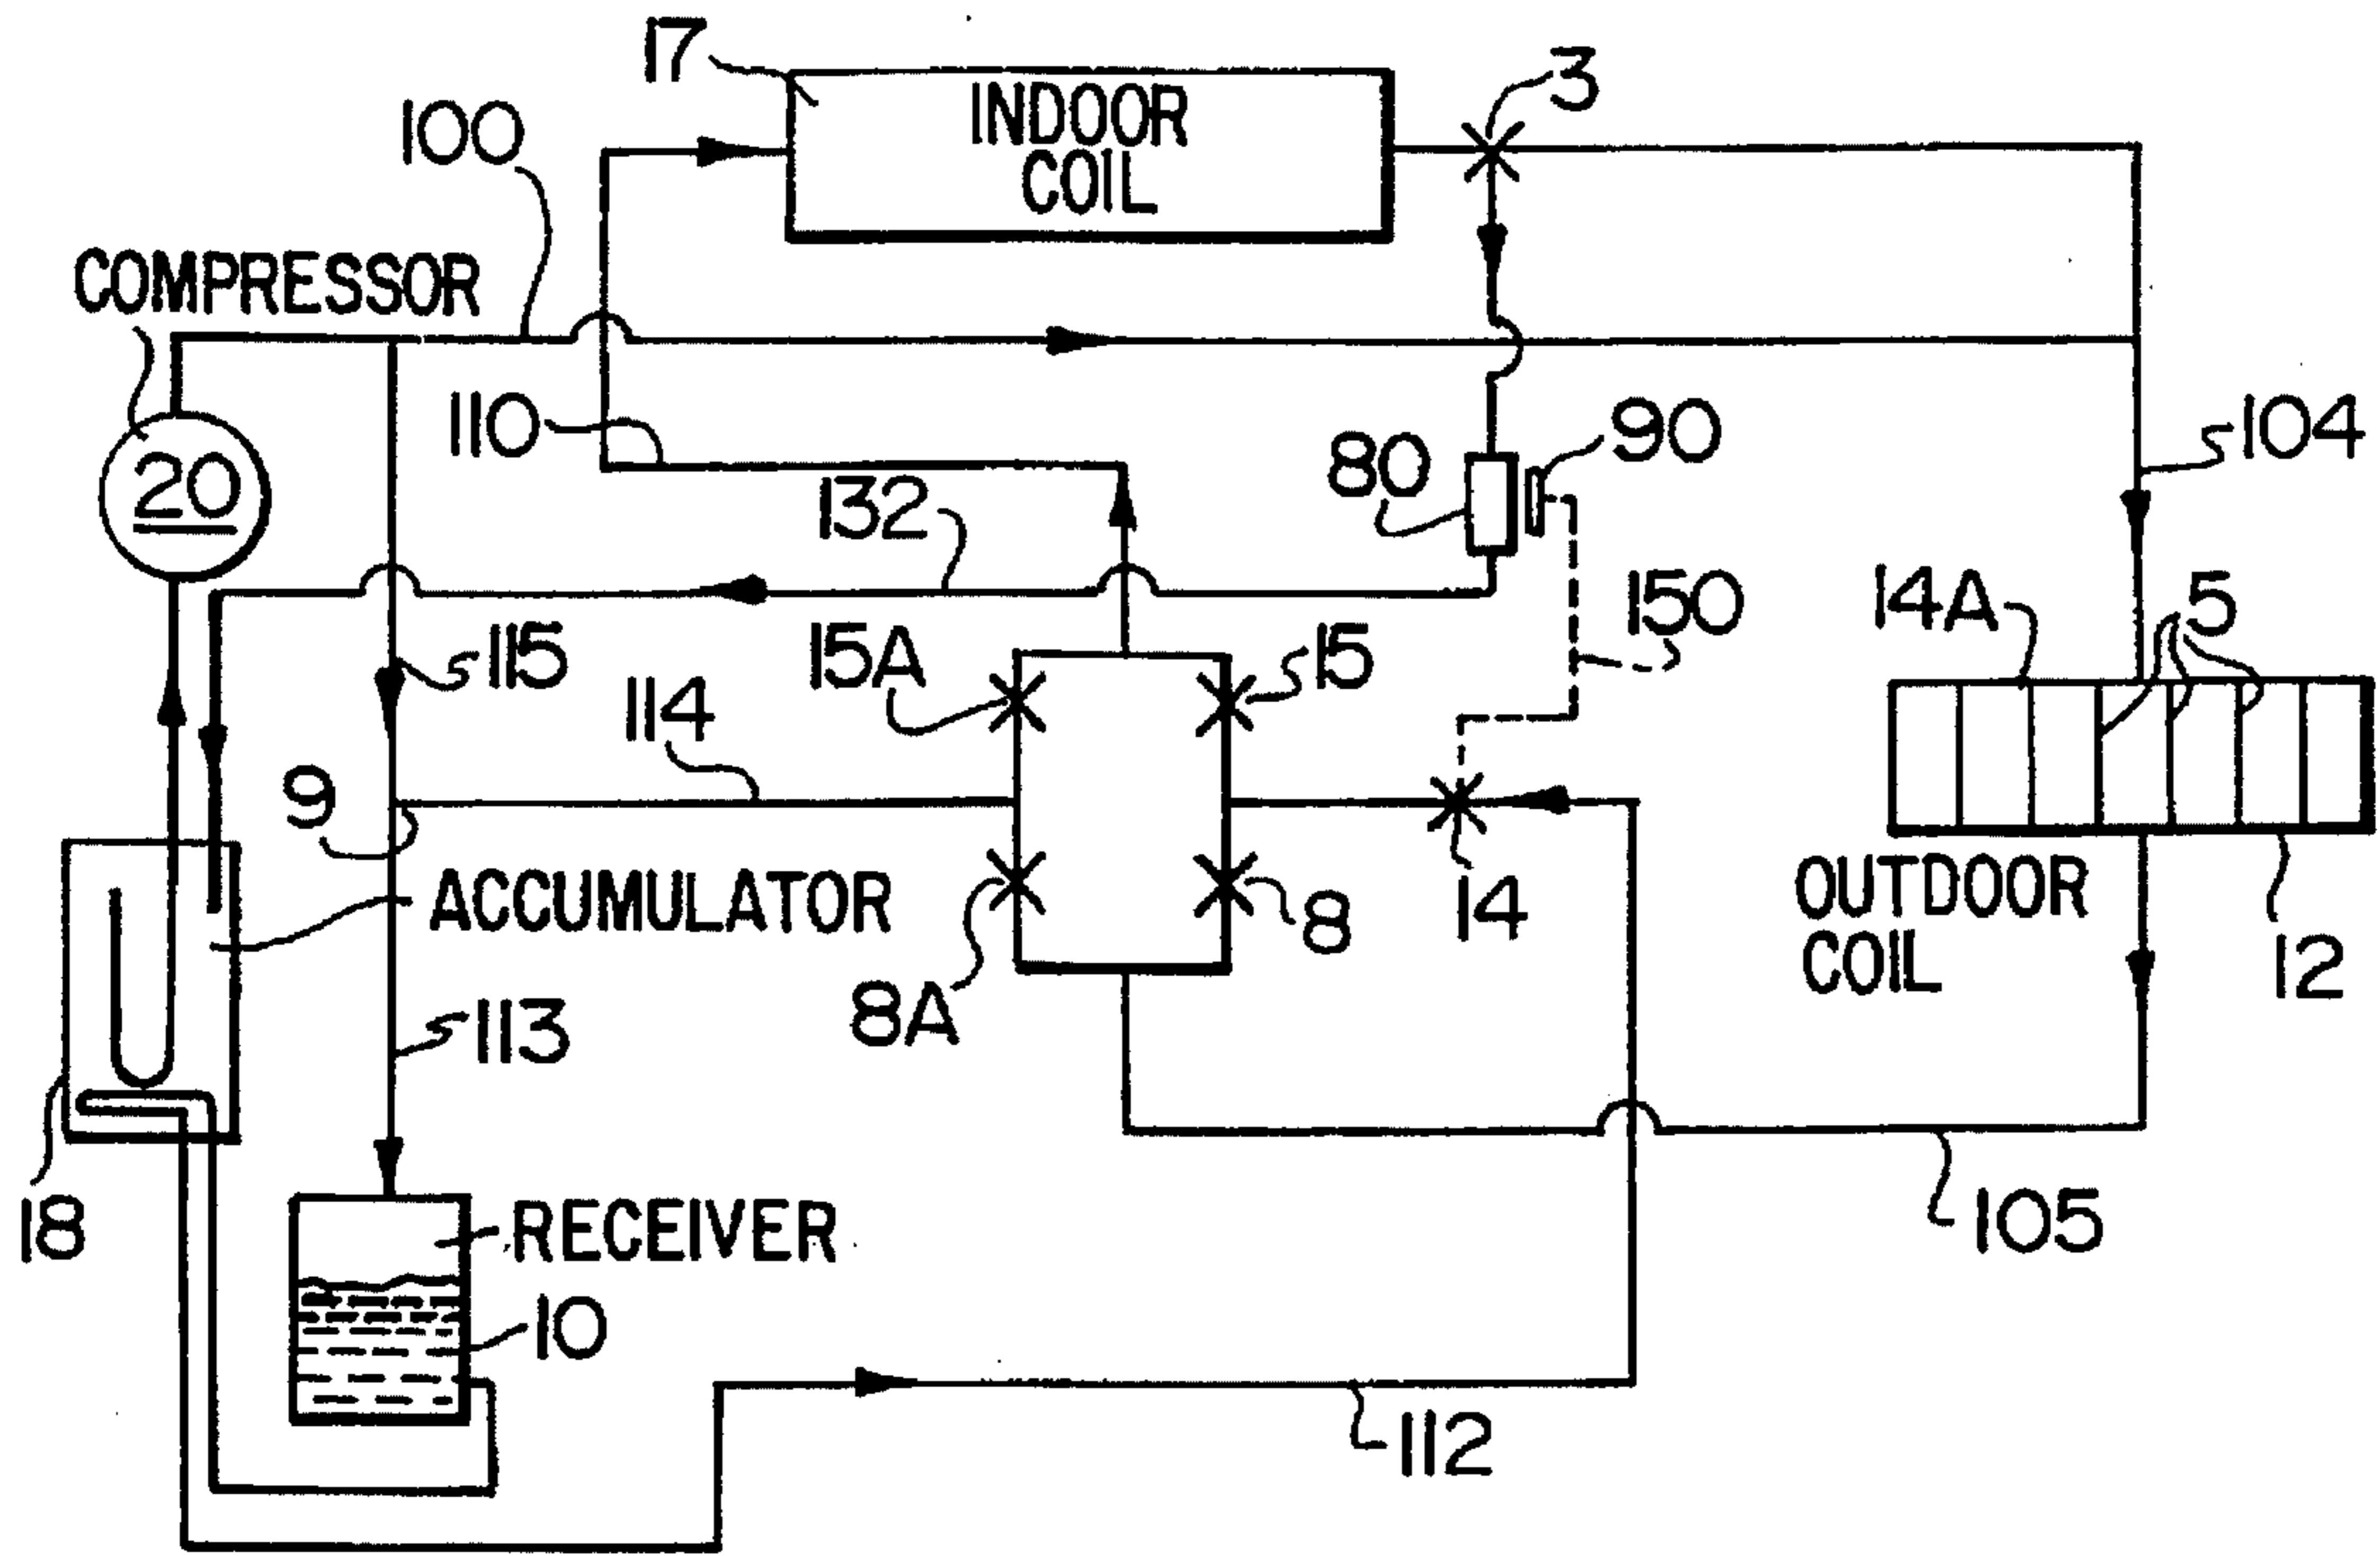 17
INDOOR
COIL
3
100
COMPRESSOR
20
110
132
80
90
104
115
15A
15
150
14A
5
114
9
ACCUMULATOR
8A
8
14
OUTDOOR
COIL
12
113
18
RECEIVER
10
105
112